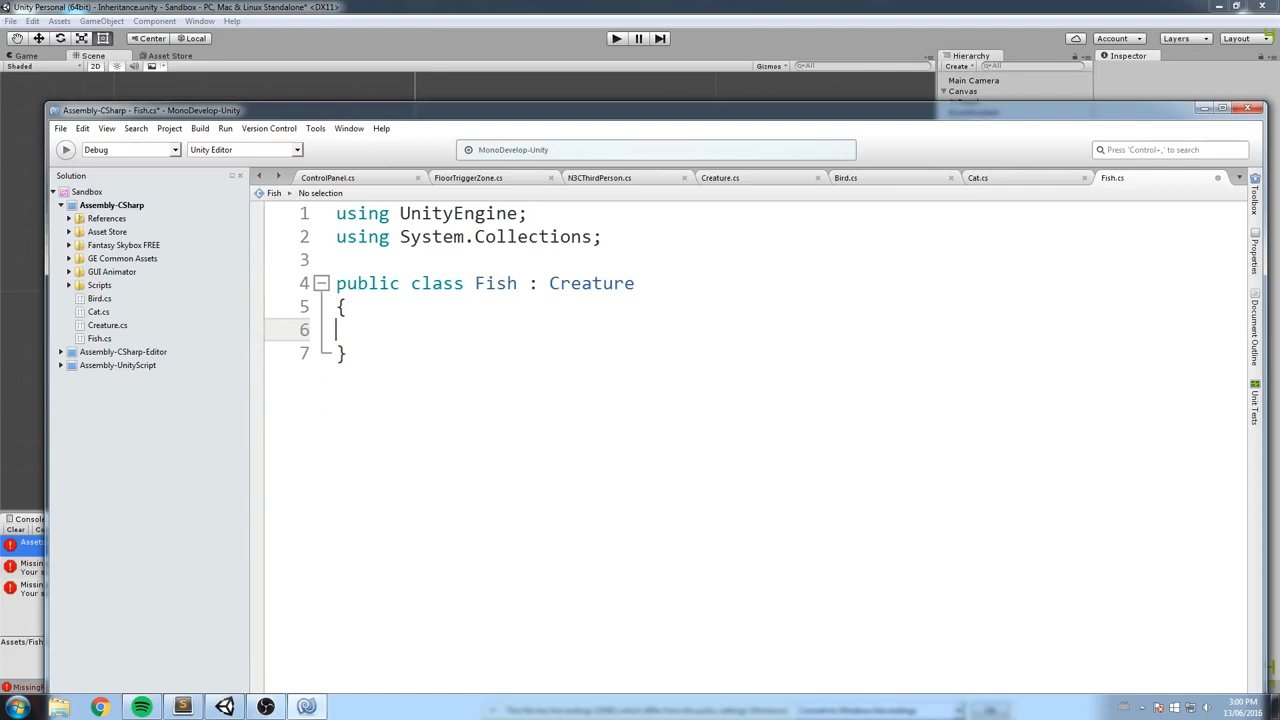 Unity Personal (64bit) - Inheritance.unity - Sandbox - PC, Mac & Linux Standalone* <DX11>
File Edit Assets GameObject Component Window Help
Center Local Account Layers Layout
Game Scene Asset Store Hierarchy Inspector
Shaded 2D Gizmos All Create All
Main Camera
Canvas
Assembly-CSharp - Fish.cs* - MonoDevelop-Unity
File Edit View Search Project Build Run Version Control Tools Window Help
Debug Unity Editor MonoDevelop-Unity Press 'Control+,' to search
Solution ControlPanel.cs FloorTriggerZone.cs N3CThirdPerson.cs Creature.cs Bird.cs Cat.cs Fish.cs
Fish No selection
Sandbox
Assembly-CSharp
References
Asset Store
Fantasy Skybox FREE
GE Common Assets
GUI Animator
Scripts
Bird.cs
Cat.cs
Creature.cs
Fish.cs
Assembly-CSharp-Editor
Assembly-UnityScript
1 using UnityEngine;
2 using System.Collections;
3
4 public class Fish : Creature
5 {
6
7 }
Toolbox
Properties
Document Outline
Unit Tests
Console
Clear Co
Assets
Missin
Your s
Missin
Your s
Assets/Fish
MissingR
3:00 PM
13/06/2016